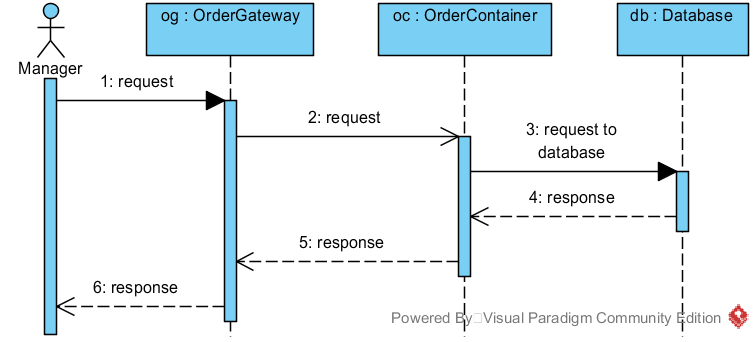 og : OrderGateway
oc : OrderContainer
db : Database
Manager
1: request
2: request
3: request to
database
4: response
5: response
6: response
Powered By Visual Paradigm Community Edition